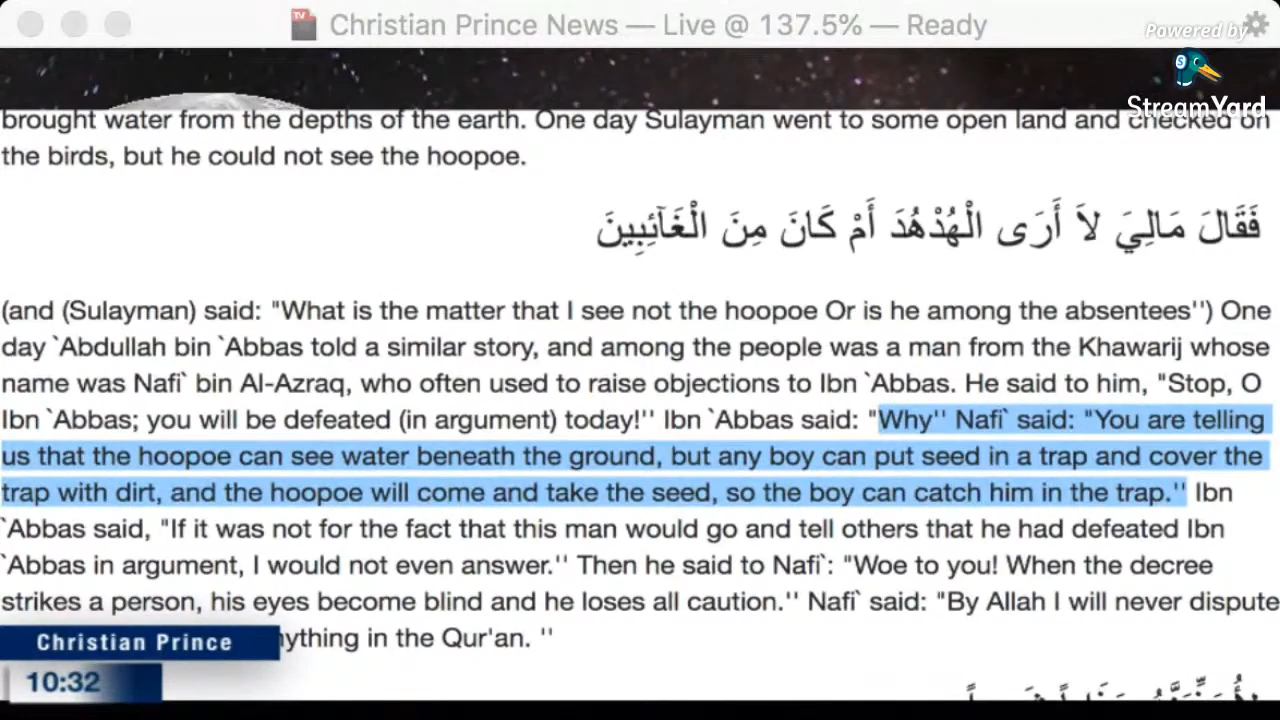 Christian Prince News — Live @ 137.5% — Ready
Powered by
StreamYard
brought water from the depths of the earth. One day Sulayman went to some open land and checked on
the birds, but he could not see the hoopoe.
فَقَالَ مَالِيَ لاَ أَرَى الْهُدْهُدَ أَمْ كَانَ مِنَ الْغَآئِبِينَ
(and (Sulayman) said: "What is the matter that I see not the hoopoe Or is he among the absentees'') One
day `Abdullah bin `Abbas told a similar story, and among the people was a man from the Khawarij whose
name was Nafi` bin Al-Azraq, who often used to raise objections to Ibn `Abbas. He said to him, "Stop, O
Ibn `Abbas; you will be defeated (in argument) today!'' Ibn `Abbas said: "Why'' Nafi` said: "You are telling
us that the hoopoe can see water beneath the ground, but any boy can put seed in a trap and cover the
trap with dirt, and the hoopoe will come and take the seed, so the boy can catch him in the trap.'' Ibn
`Abbas said, "If it was not for the fact that this man would go and tell others that he had defeated Ibn
`Abbas in argument, I would not even answer.'' Then he said to Nafi`: "Woe to you! When the decree
strikes a person, his eyes become blind and he loses all caution.'' Nafi` said: "By Allah I will never dispute
ything in the Qur'an. ''
Christian Prince
10:32